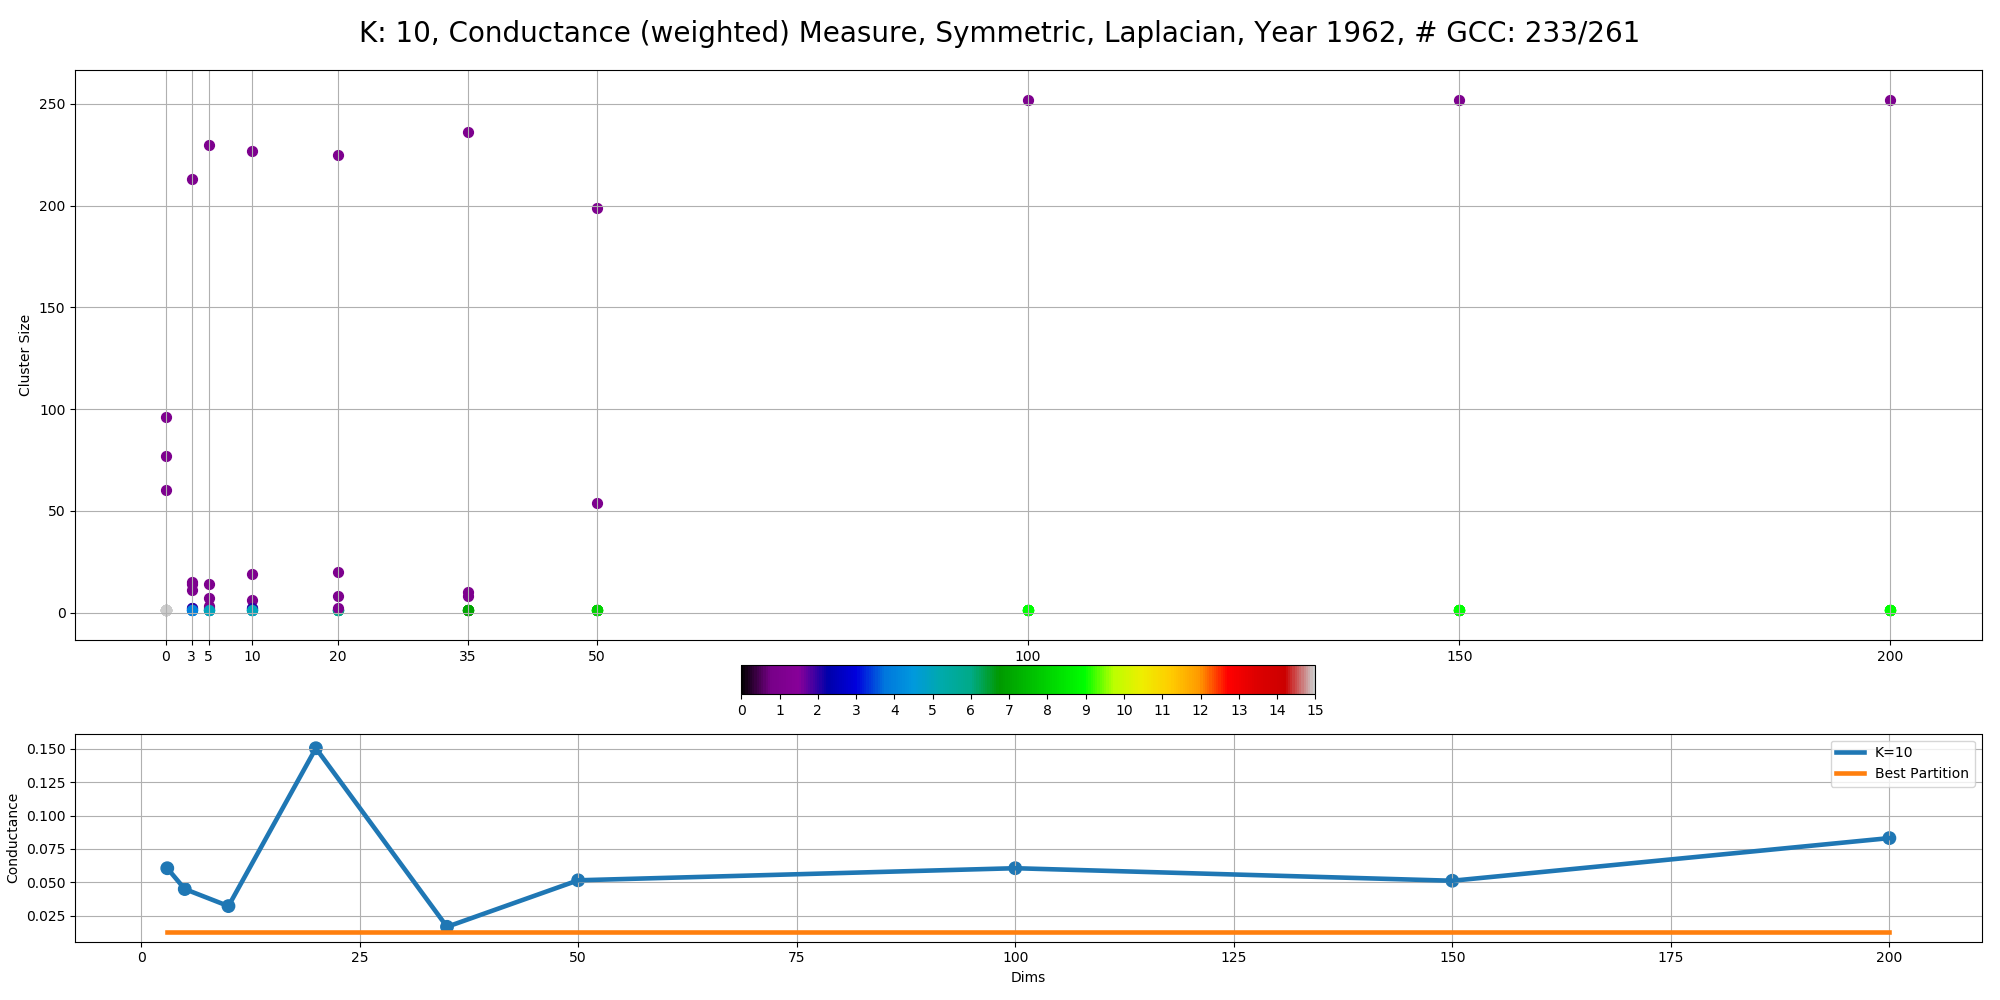 K: 10, Conductance (weighted) Measure, Symmetric, Laplacian, Year 1962, # GCC: 233/261
250
200
150
100
50
0
Cluster Size
0 3 5 10 20 35 50 100 150 200
0 1 2 3 4 5 6 7 8 9 10 11 12 13 14 15
0.150
0.125
0.100
0.075
0.050
0.025
Conductance
K=10
Best Partition
0 25 50 75 100 125 150 175 200
Dims